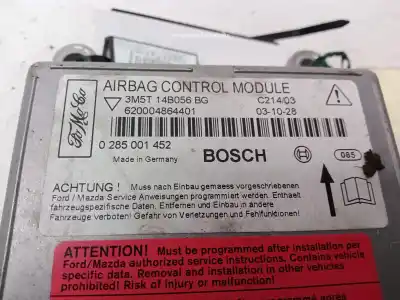 AIRBAG CONTROL MODULE
3M5T 14B056 BG C214/03
620004864401 03-10-28
FoMoCo
0 285 001 452
Made in Germany BOSCH 085
ACHTUNG ! Muss nach Einbau gemaess vorgeschriebenen
Ford / Mazda Service Anweisungen programmiert werden. Enthaelt
fahrzeugspezifische Daten. Entfernen und Einbau in andere
Fahrzeuge verboten! Gefahr von Verletzungen und Fehlfunktionen!
ATTENTION! Must be programmed after installation per
Ford/Mazda authorized service instructions. Contains vehicle
specific data. Removal and installation in other vehicles
prohibited! Risk of injury or malfunction!